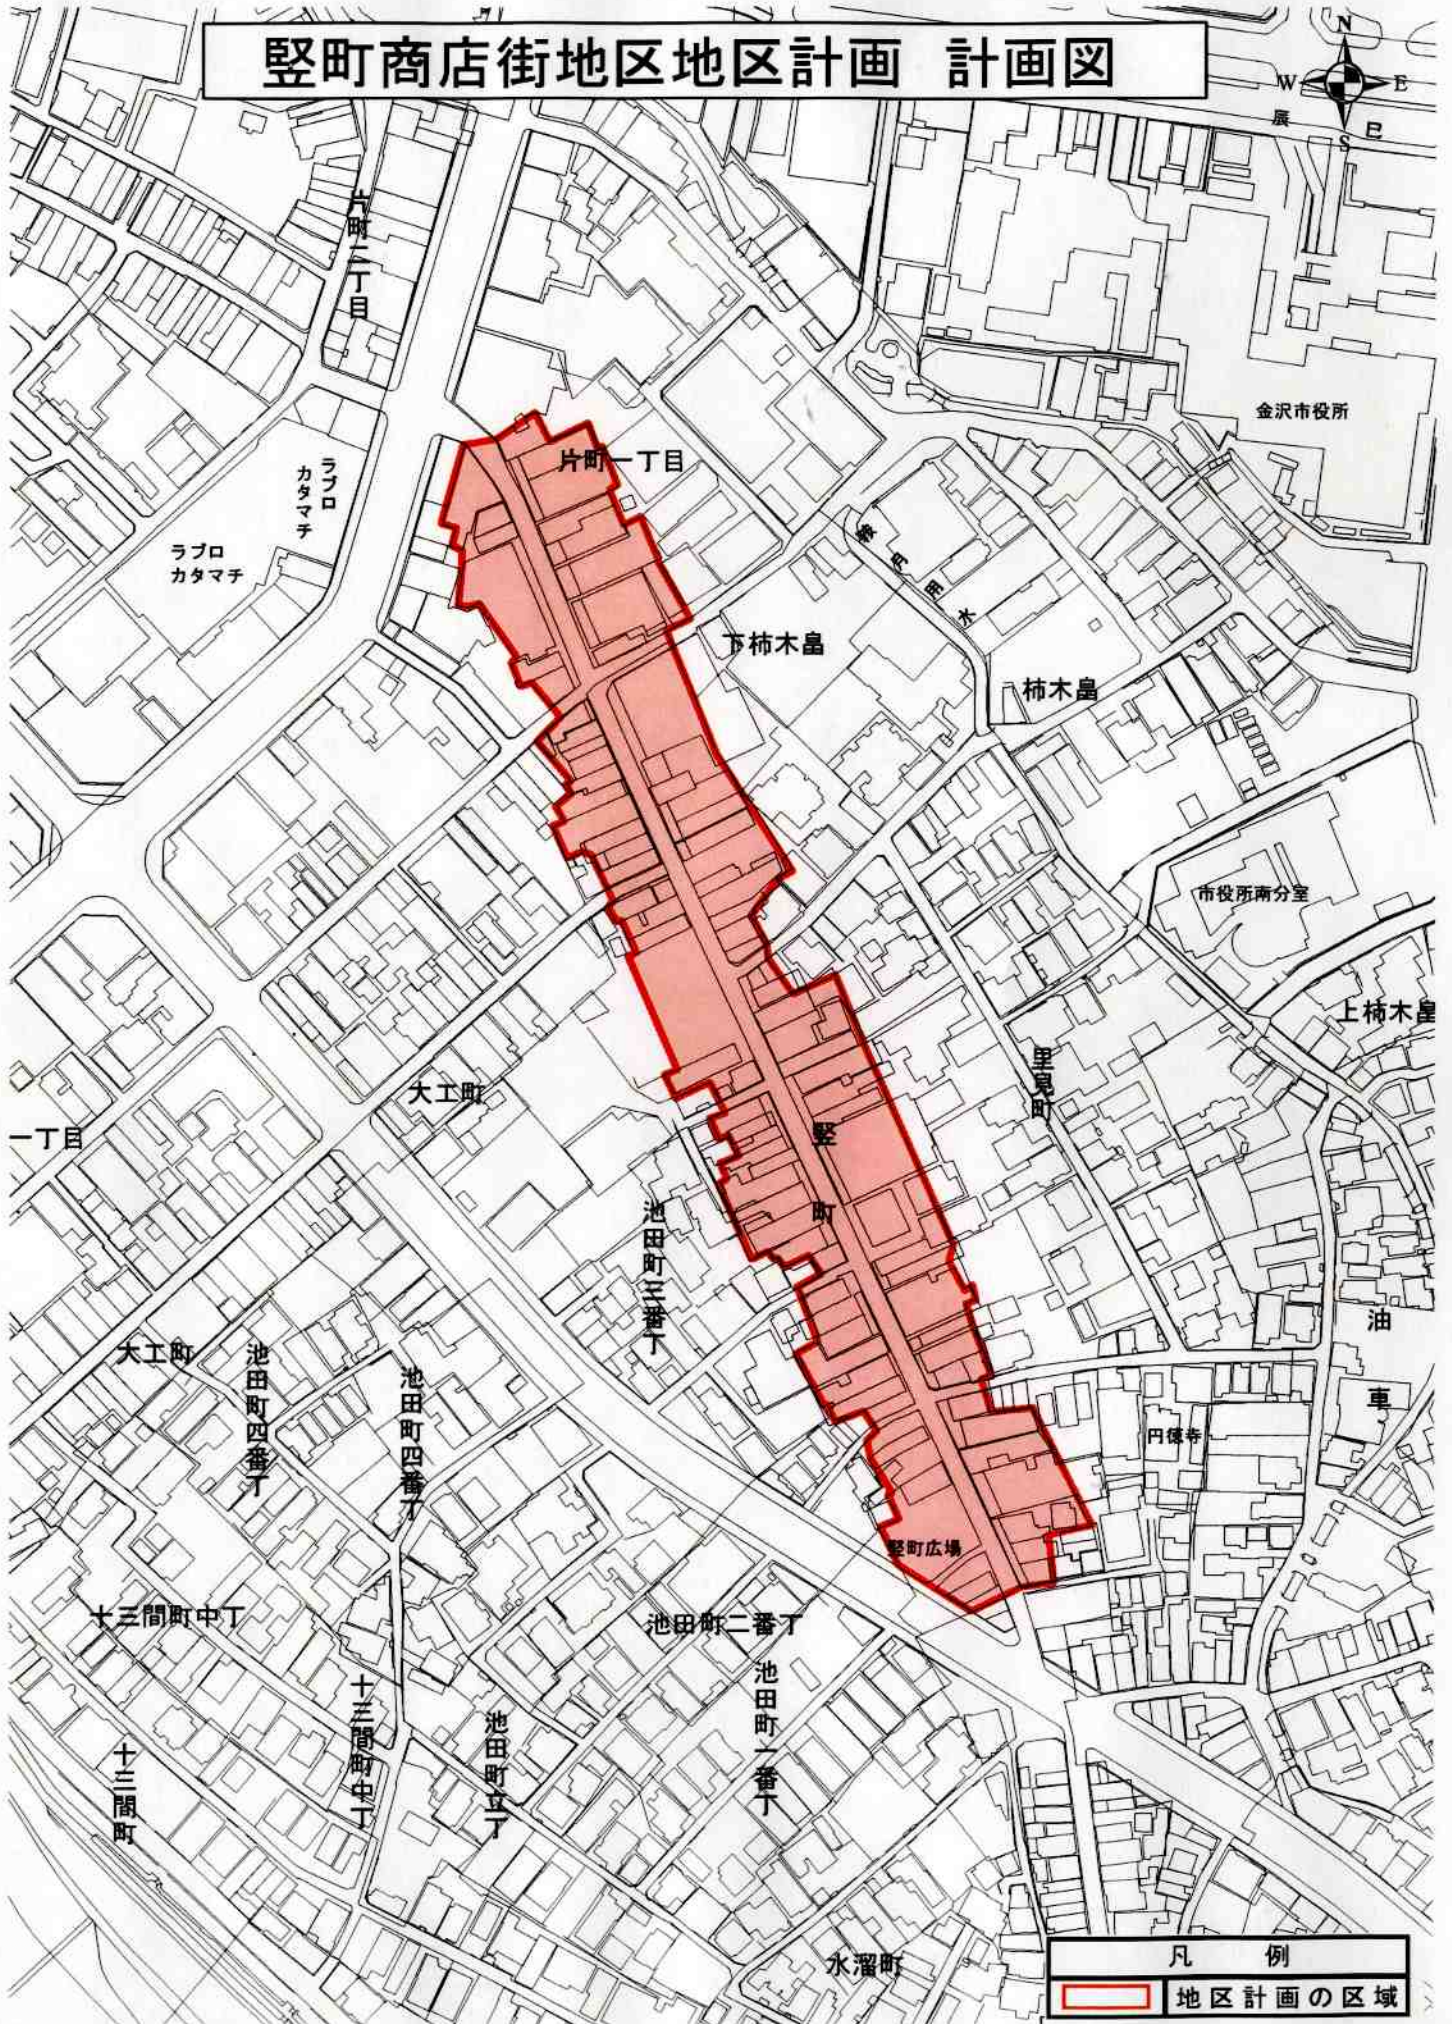 竪町商店街地区地区計画 計画図
N
W
E
S
辰
巳
片町二丁目
金沢市役所
片町一丁目
ラブロ
カタマチ
ラブロ
カタマチ
鞍月用水
下柿木畠
柿木畠
市役所南分室
上柿木畠
里見町
大工町
一丁目
竪町
池田町三番丁
油車
大工町
池田町四番丁
池田町四番丁
円徳寺
竪町広場
十三間町中丁
池田町二番丁
池田町一番丁
十三間町中丁
池田町立丁
十三間町
水溜町
凡例
地区計画の区域